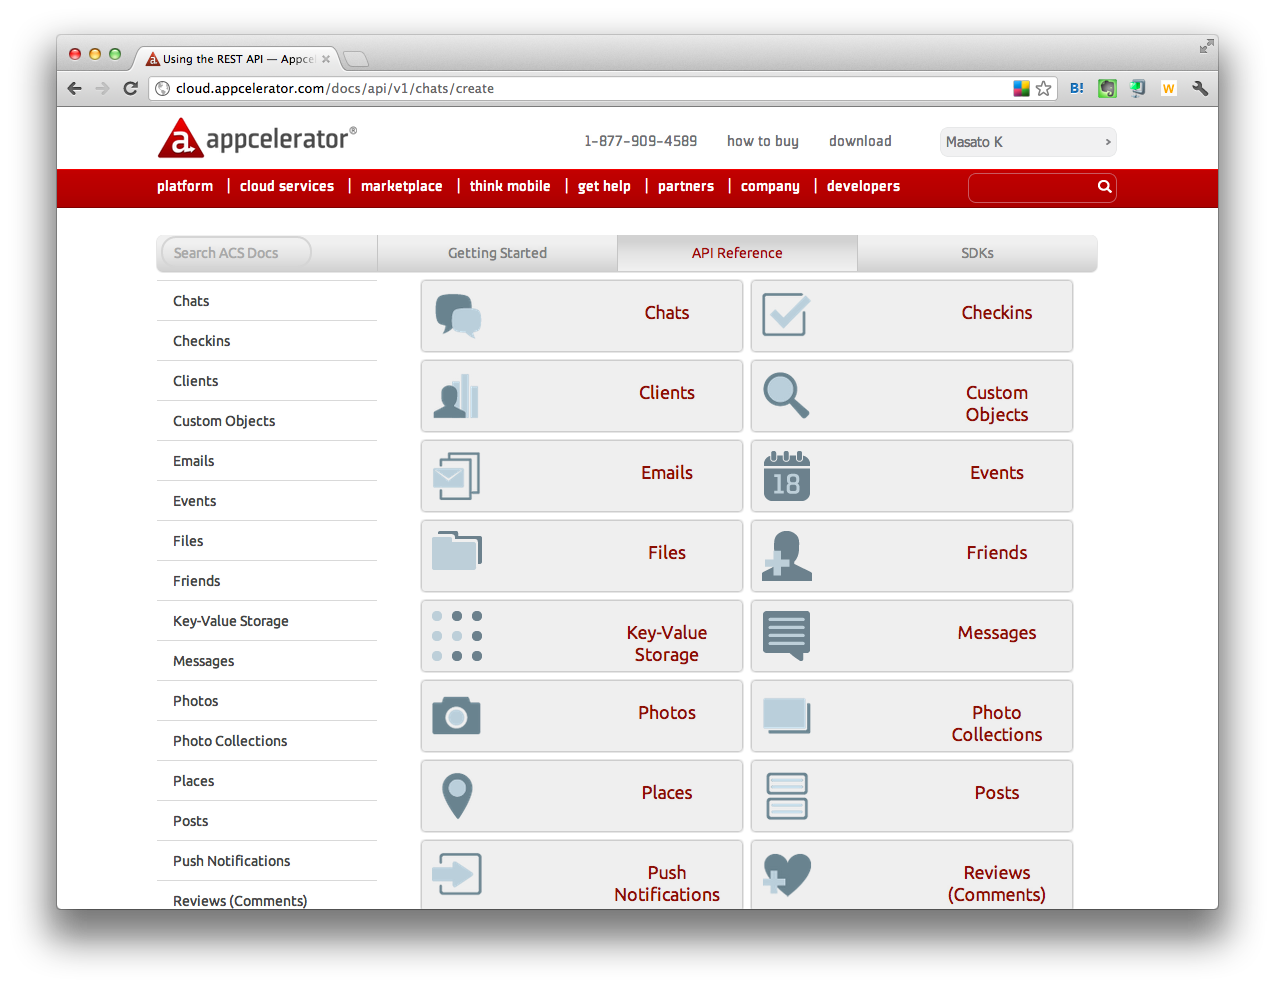 Using the REST API — Appcel
cloud.appcelerator.com/docs/api/v1/chats/create
B!
W
a appcelerator®
1-877-909-4589 how to buy download Masato K
platform | cloud services | marketplace | think mobile | get help | partners | company | developers
Search ACS Docs Getting Started API Reference SDKs
Chats
Checkins
Clients
Custom Objects
Emails
Events
Files
Friends
Key-Value Storage
Messages
Photos
Photo Collections
Places
Posts
Push Notifications
Reviews (Comments)
Chats
Checkins
Clients
Custom
Objects
Emails
18
Events
Files
Friends
Key-Value
Storage
Messages
Photos
Photo
Collections
Places
Posts
Push
Notifications
Reviews
(Comments)